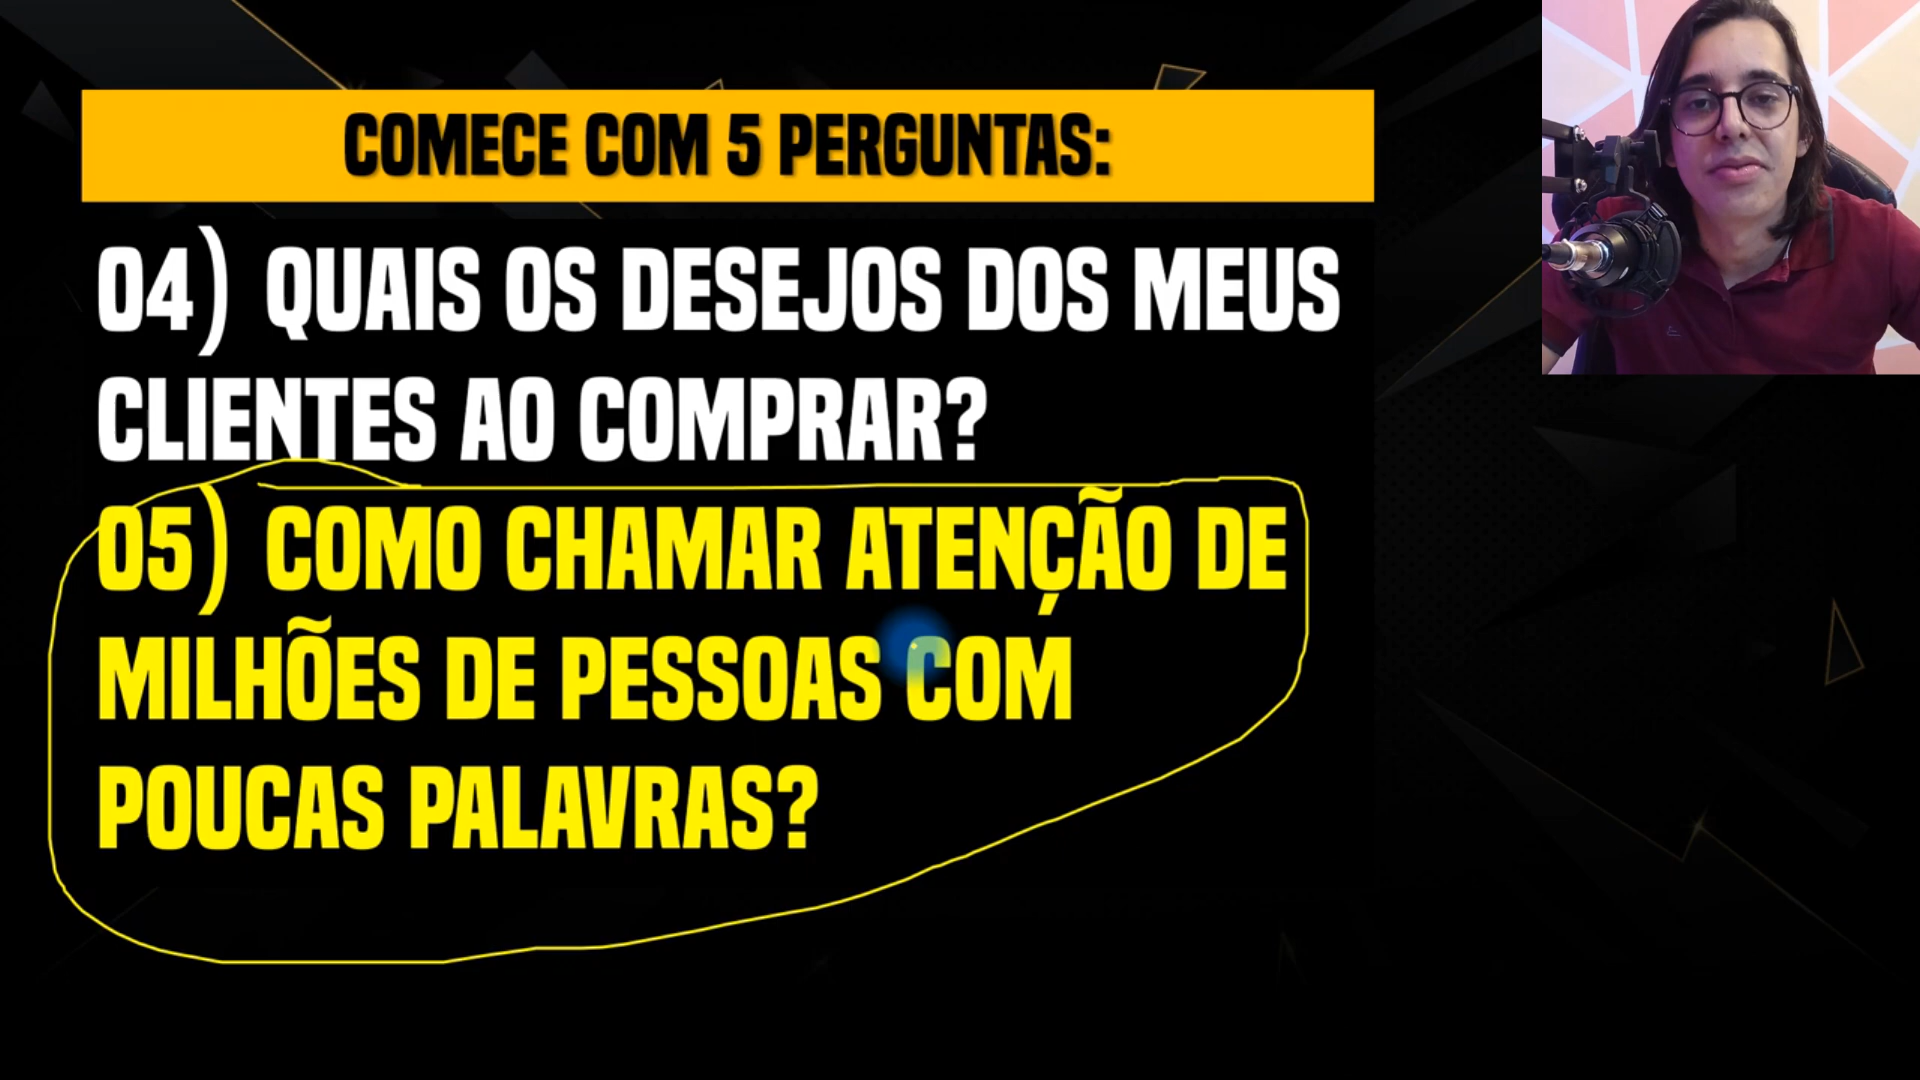 COMECE COM 5 PERGUNTAS:
04) QUAIS OS DESEJOS DOS MEUS
CLIENTES AO COMPRAR?
05) COMO CHAMAR ATENÇÃO DE
MILHÕES DE PESSOAS COM
POUCAS PALAVRAS?